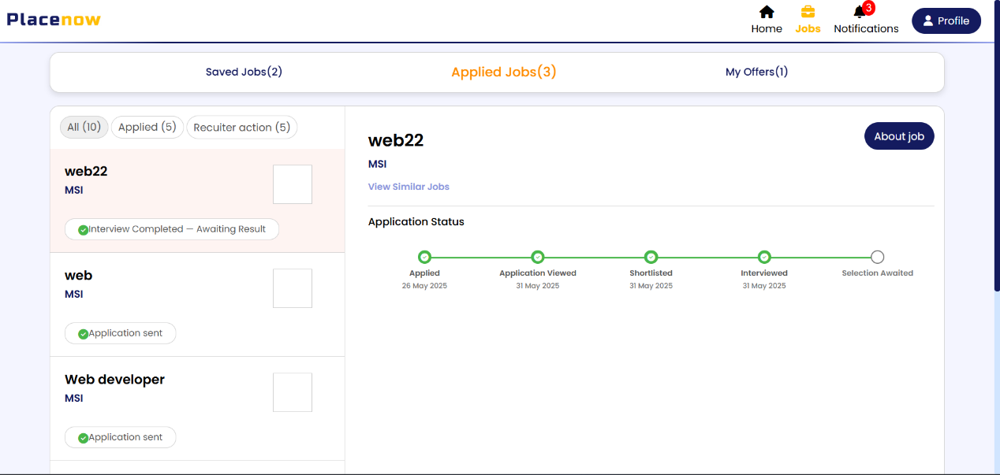 Placenow
Home
Jobs
3
Notifications
Profile
Saved Jobs(2)
Applied Jobs(3)
My Offers(1)
All (10)
Applied (5)
Recuiter action (5)
web22
MSI
Interview Completed — Awaiting Result
web
MSI
Application sent
Web developer
MSI
Application sent
web22
MSI
View Similar Jobs
About job
Application Status
Applied
26 May 2025
Application Viewed
31 May 2025
Shortlisted
31 May 2025
Interviewed
31 May 2025
Selection Awaited